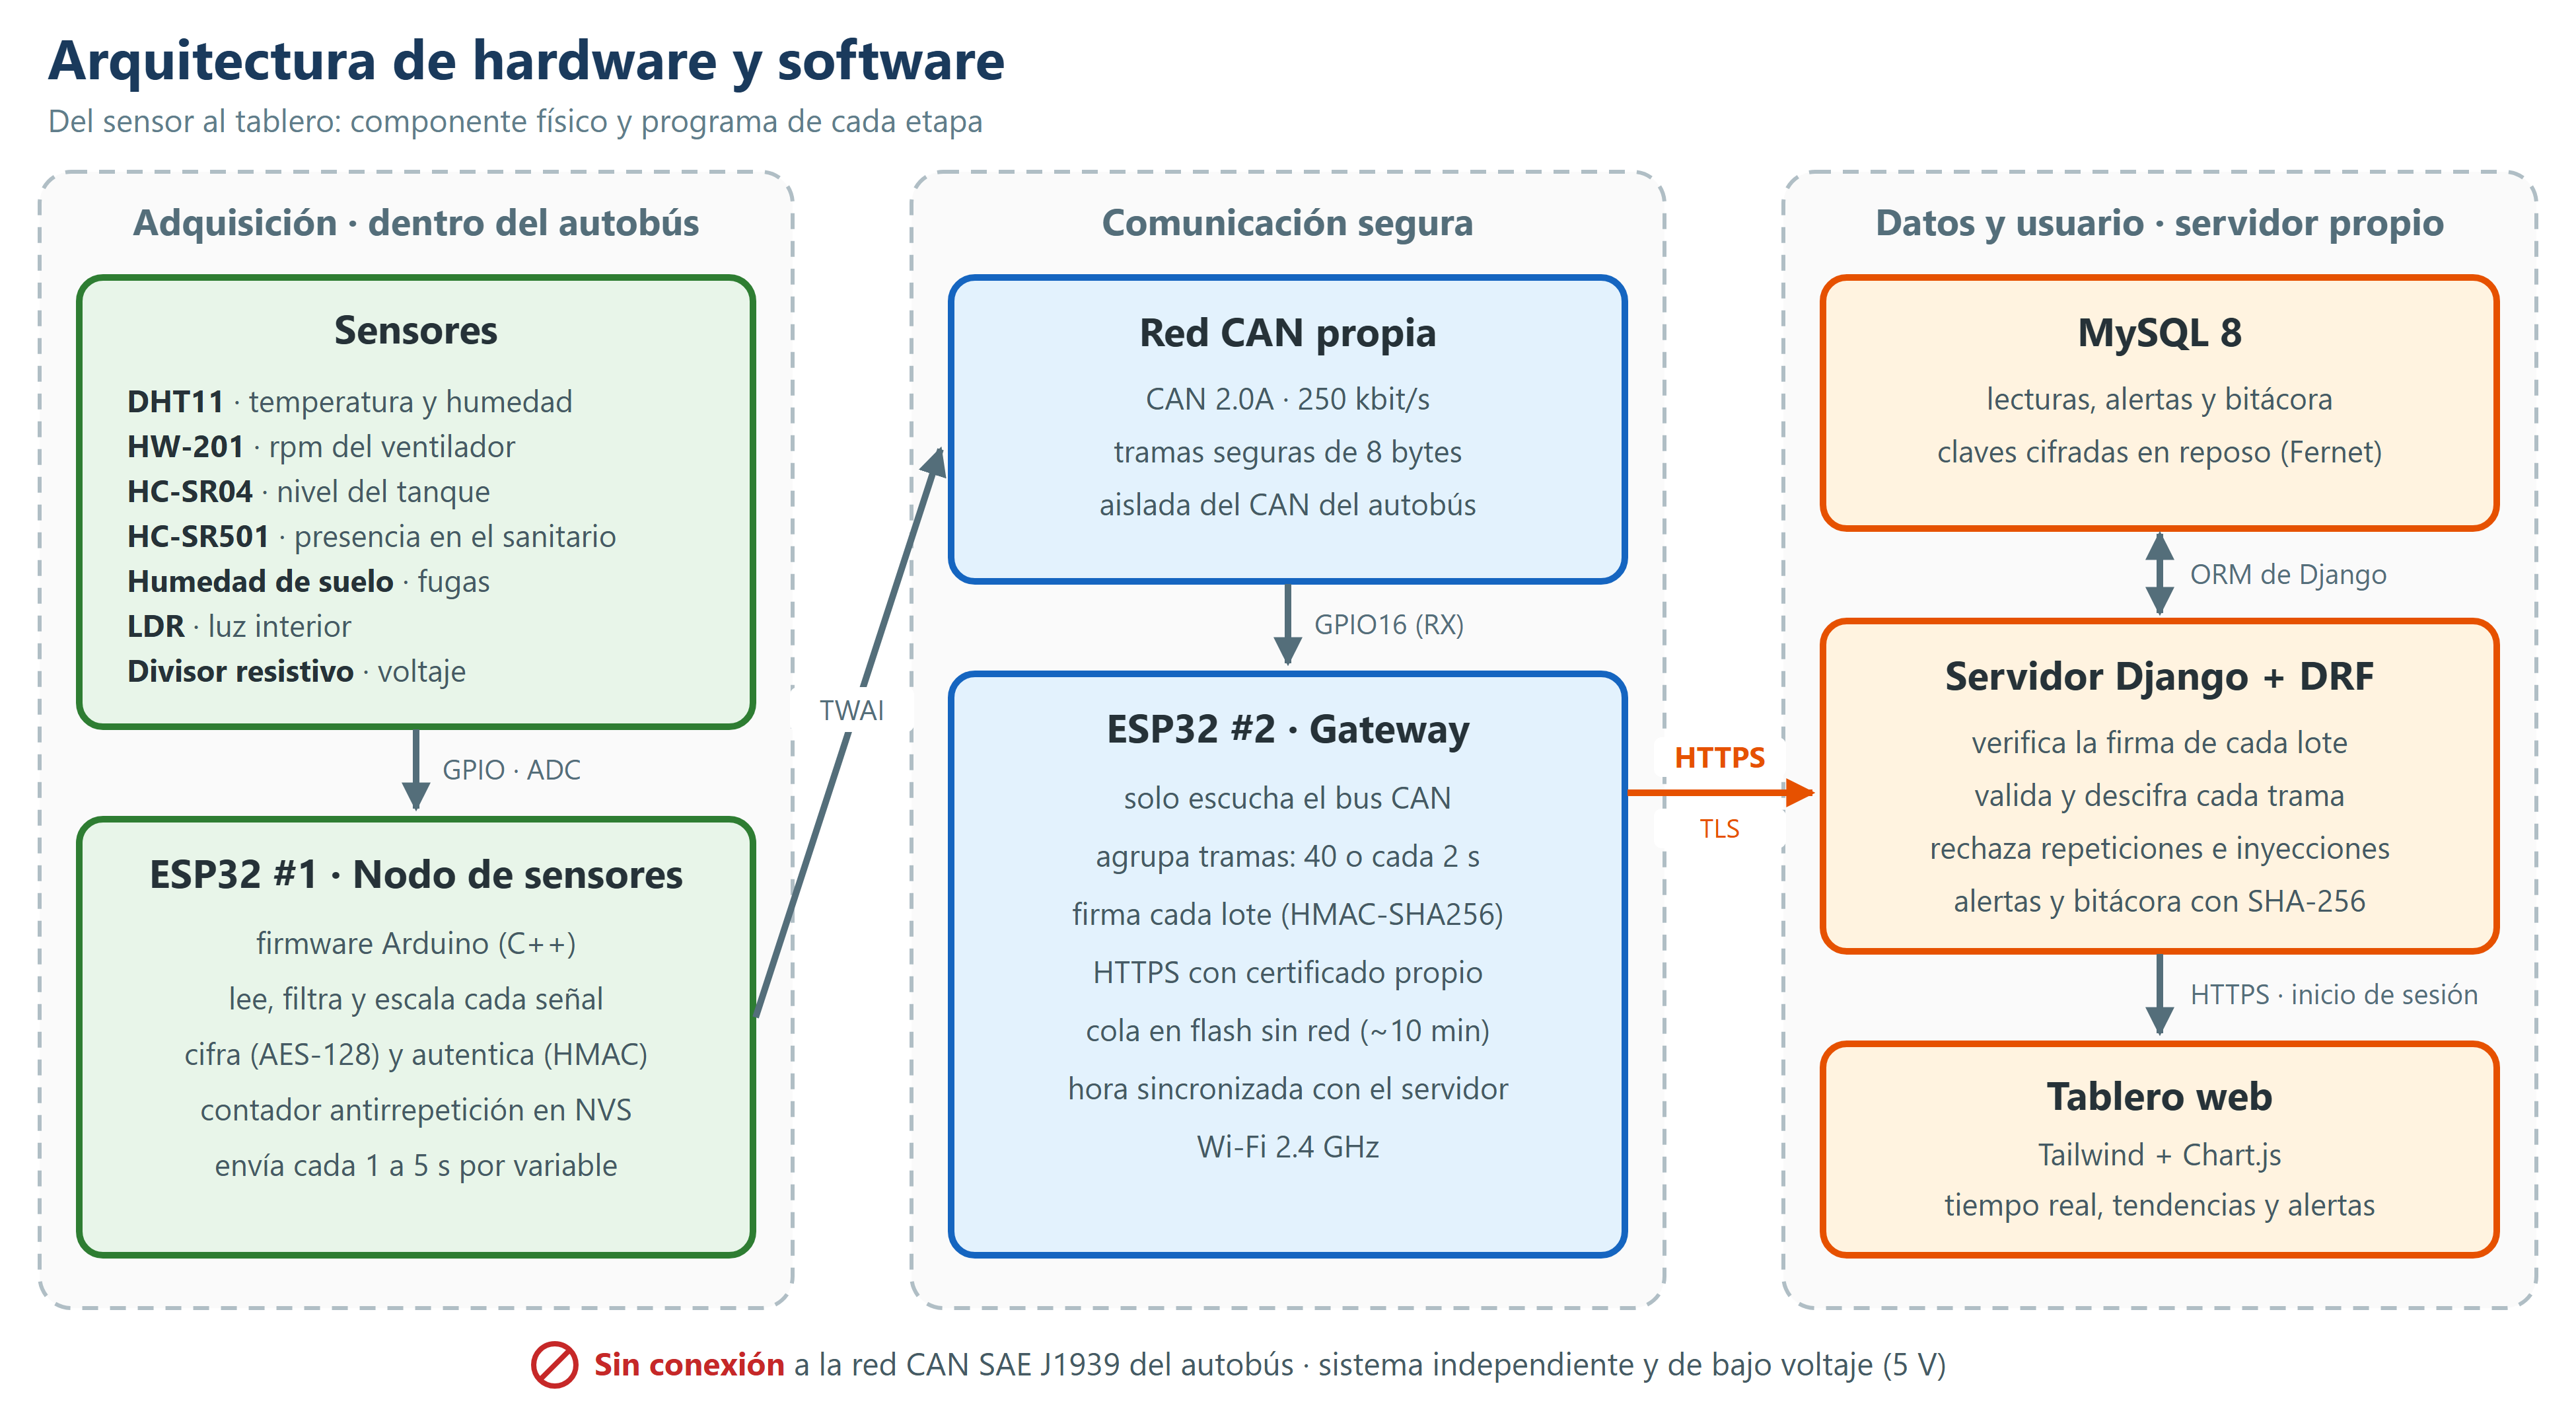 Arquitectura de hardware y software
Del sensor al tablero: componente físico y programa de cada etapa
Adquisición · dentro del autobús
Sensores
DHT11 · temperatura y humedad
HW-201 · rpm del ventilador
HC-SR04 · nivel del tanque
HC-SR501 · presencia en el sanitario
Humedad de suelo · fugas
LDR · luz interior
Divisor resistivo · voltaje
GPIO · ADC
ESP32 #1 · Nodo de sensores
firmware Arduino (C++)
lee, filtra y escala cada señal
cifra (AES-128) y autentica (HMAC)
contador antirrepetición en NVS
envía cada 1 a 5 s por variable
TWAI
Comunicación segura
Red CAN propia
CAN 2.0A · 250 kbit/s
tramas seguras de 8 bytes
aislada del CAN del autobús
GPIO16 (RX)
ESP32 #2 · Gateway
solo escucha el bus CAN
agrupa tramas: 40 o cada 2 s
firma cada lote (HMAC-SHA256)
HTTPS con certificado propio
cola en flash sin red (~10 min)
hora sincronizada con el servidor
Wi-Fi 2.4 GHz
HTTPS
TLS
Datos y usuario · servidor propio
MySQL 8
lecturas, alertas y bitácora
claves cifradas en reposo (Fernet)
ORM de Django
Servidor Django + DRF
verifica la firma de cada lote
valida y descifra cada trama
rechaza repeticiones e inyecciones
alertas y bitácora con SHA-256
HTTPS · inicio de sesión
Tablero web
Tailwind + Chart.js
tiempo real, tendencias y alertas
Sin conexión a la red CAN SAE J1939 del autobús · sistema independiente y de bajo voltaje (5 V)